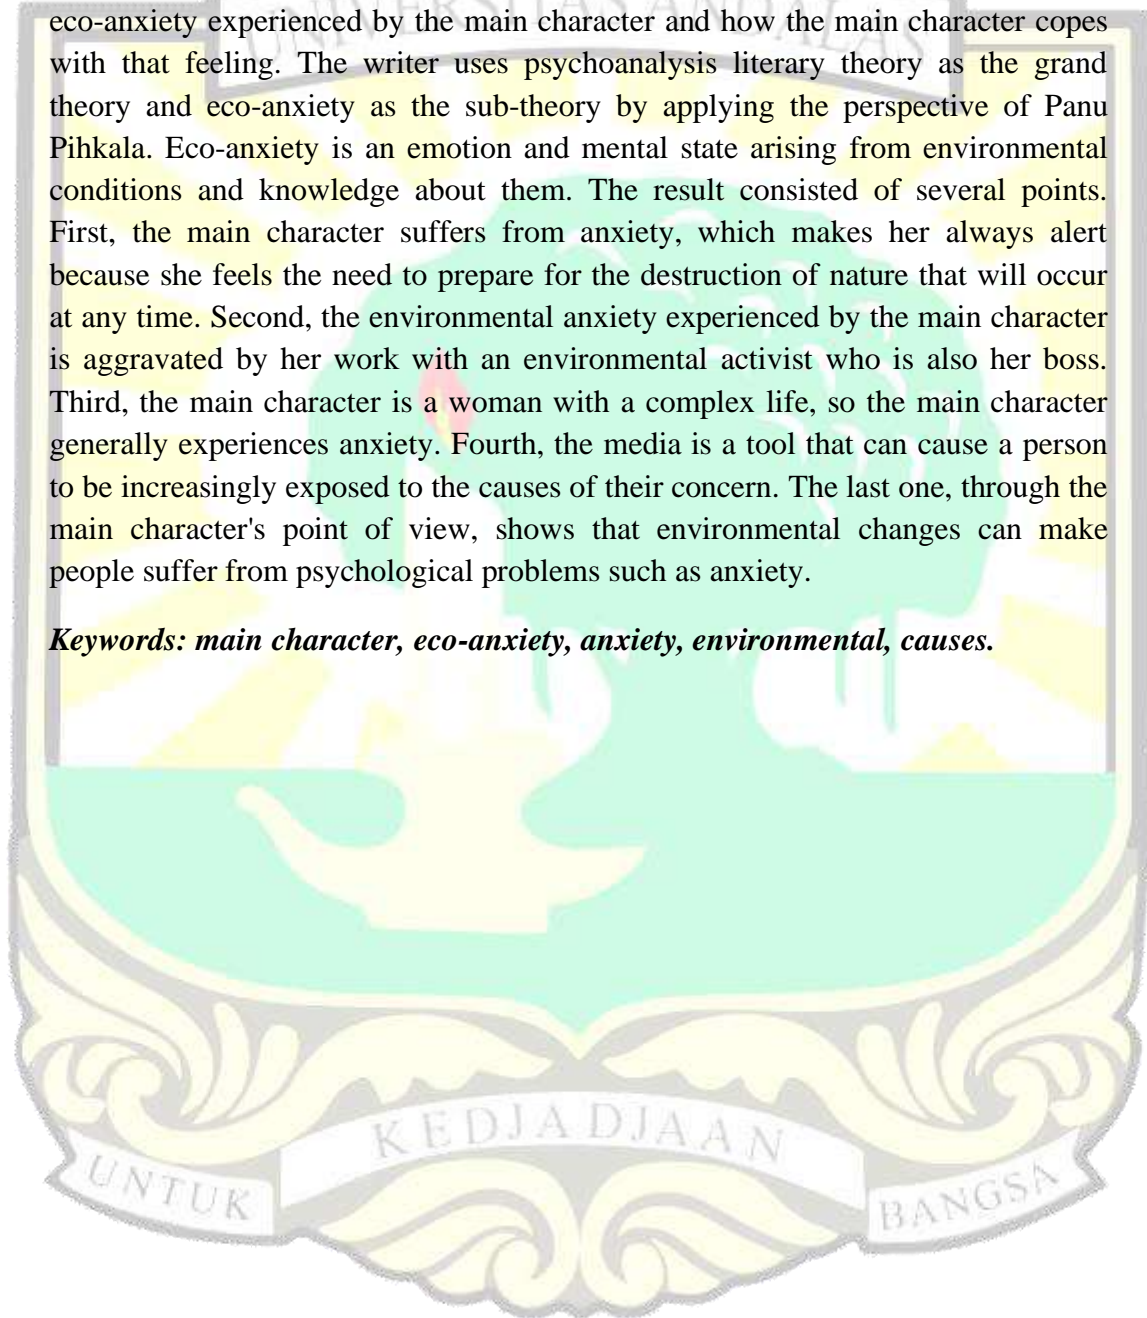 UNIVERSITAS ANDALAS
eco-anxiety experienced by the main character and how the main character copes
with that feeling. The writer uses psychoanalysis literary theory as the grand
theory and eco-anxiety as the sub-theory by applying the perspective of Panu
Pihkala. Eco-anxiety is an emotion and mental state arising from environmental
conditions and knowledge about them. The result consisted of several points.
First, the main character suffers from anxiety, which makes her always alert
because she feels the need to prepare for the destruction of nature that will occur
at any time. Second, the environmental anxiety experienced by the main character
is aggravated by her work with an environmental activist who is also her boss.
Third, the main character is a woman with a complex life, so the main character
generally experiences anxiety. Fourth, the media is a tool that can cause a person
to be increasingly exposed to the causes of their concern. The last one, through the
main character's point of view, shows that environmental changes can make
people suffer from psychological problems such as anxiety.
Keywords: main character, eco-anxiety, anxiety, environmental, causes.
UNTUK KEDJADJAAN BANGSA